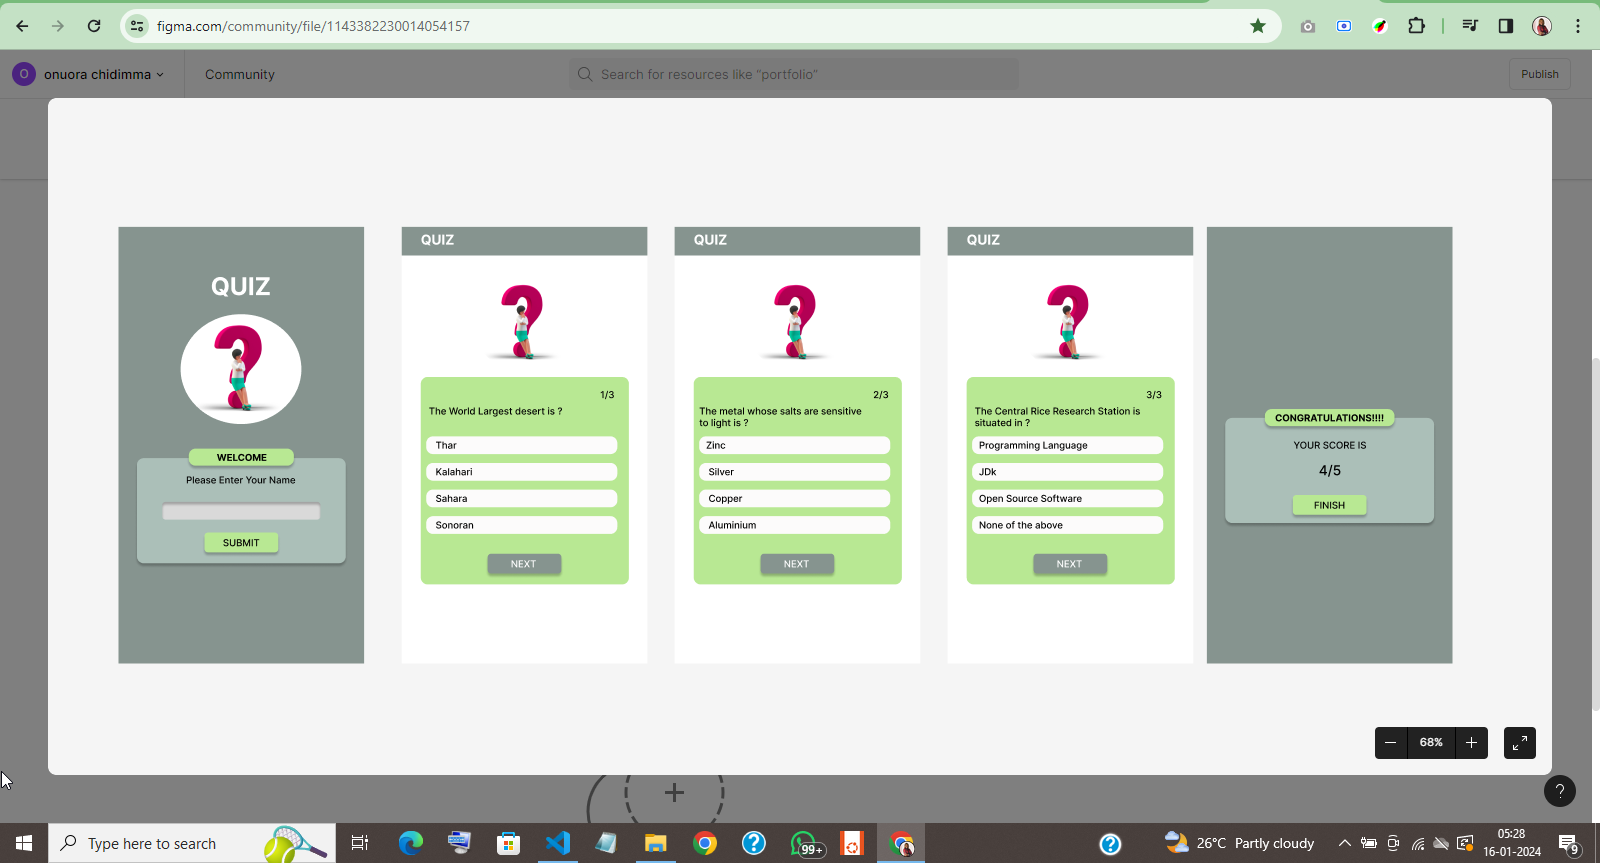 figma.com/community/file/1143382230014054157
O
onuora chidimma
Community
Search for resources like “portfolio”
Publish
QUIZ
WELCOME
Please Enter Your Name
SUBMIT
QUIZ
1/3
The World Largest desert is ?
Thar
Kalahari
Sahara
Sonoran
NEXT
QUIZ
2/3
The metal whose salts are sensitive
to light is ?
Zinc
Silver
Copper
Aluminium
NEXT
QUIZ
3/3
The Central Rice Research Station is
situated in ?
Programming Language
JDk
Open Source Software
None of the above
NEXT
CONGRATULATIONS!!!!
YOUR SCORE IS
4/5
FINISH
68%
?
Type here to search
99+
26°C Partly cloudy
05:28
16-01-2024
9